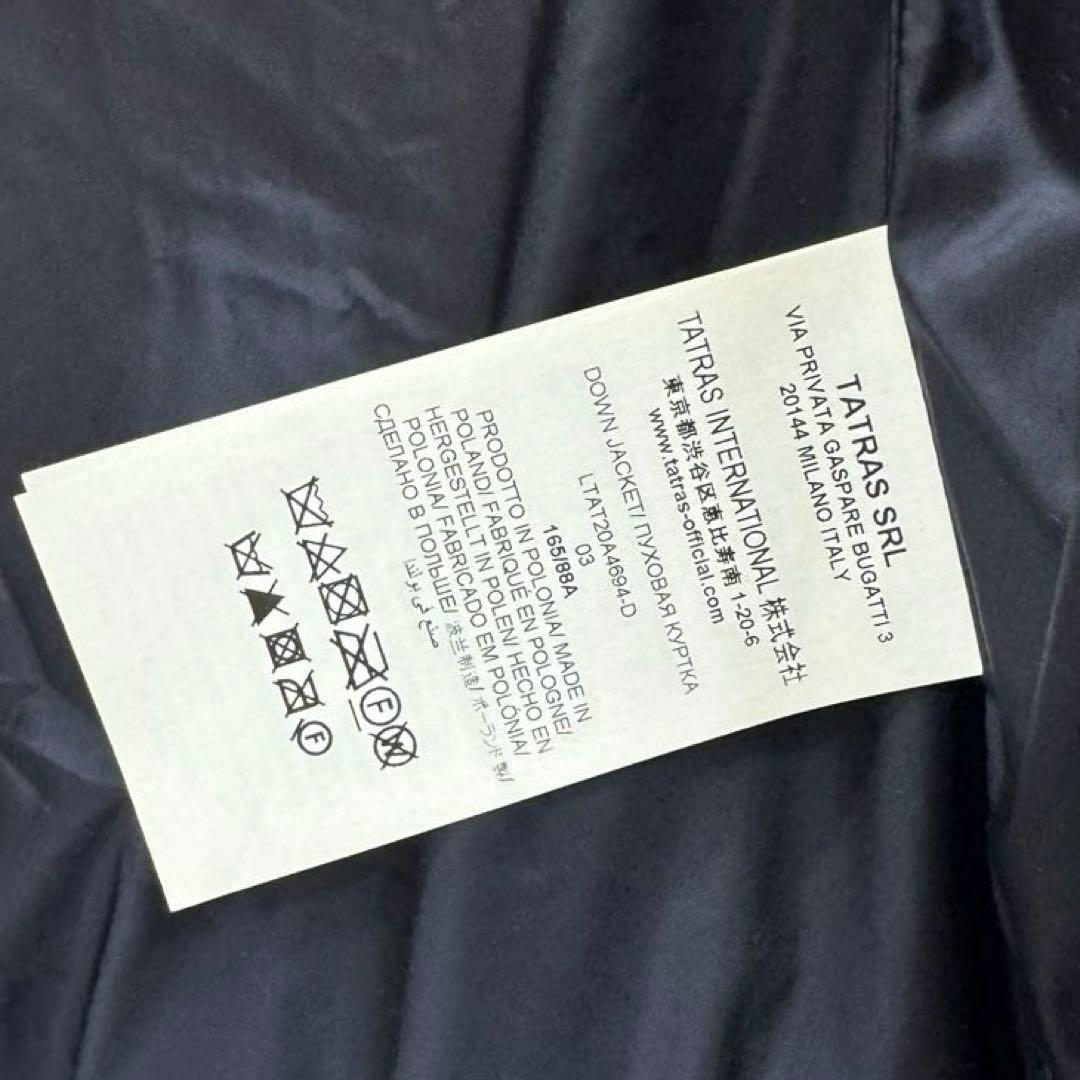 TATRAS SRL
VIA PRIVATA GASPARE BUGATTI 3
20144 MILANO ITALY
TATRAS INTERNATIONAL 株式会社
東京都渋谷区恵比寿南 1-20-6
www.tatras-official.com
DOWN JACKET/ ПУХОВАЯ КУРТКА
LTAT20A4694-D
03
165/88A
PRODOTTO IN POLONIA/ MADE IN
POLAND/ FABRIQUÉ EN POLOGNE/
HERGESTELLT IN POLEN/ HECHO EN
POLONIA/ FABRICADO EM POLÓNIA/
СДЕЛАНО В ПОЛЬШЕ/ 波兰制造/ ポーランド製/
صنع في بولندا
F W
F